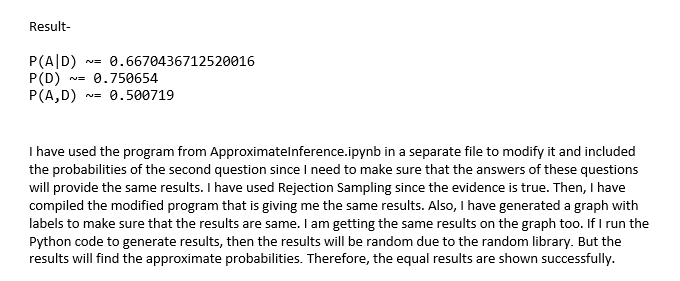 Result-
P(A|D) ~= 0.6670436712520016
P(D) ~= 0.750654
P(A,D) ~= 0.500719
I have used the program from ApproximateInference.ipynb in a separate file to modify it and included
the probabilities of the second question since I need to make sure that the answers of these questions
will provide the same results. I have used Rejection Sampling since the evidence is true. Then, I have
compiled the modified program that is giving me the same results. Also, I have generated a graph with
labels to make sure that the results are same. I am getting the same results on the graph too. If I run the
Python code to generate results, then the results will be random due to the random library. But the
results will find the approximate probabilities. Therefore, the equal results are shown successfully.